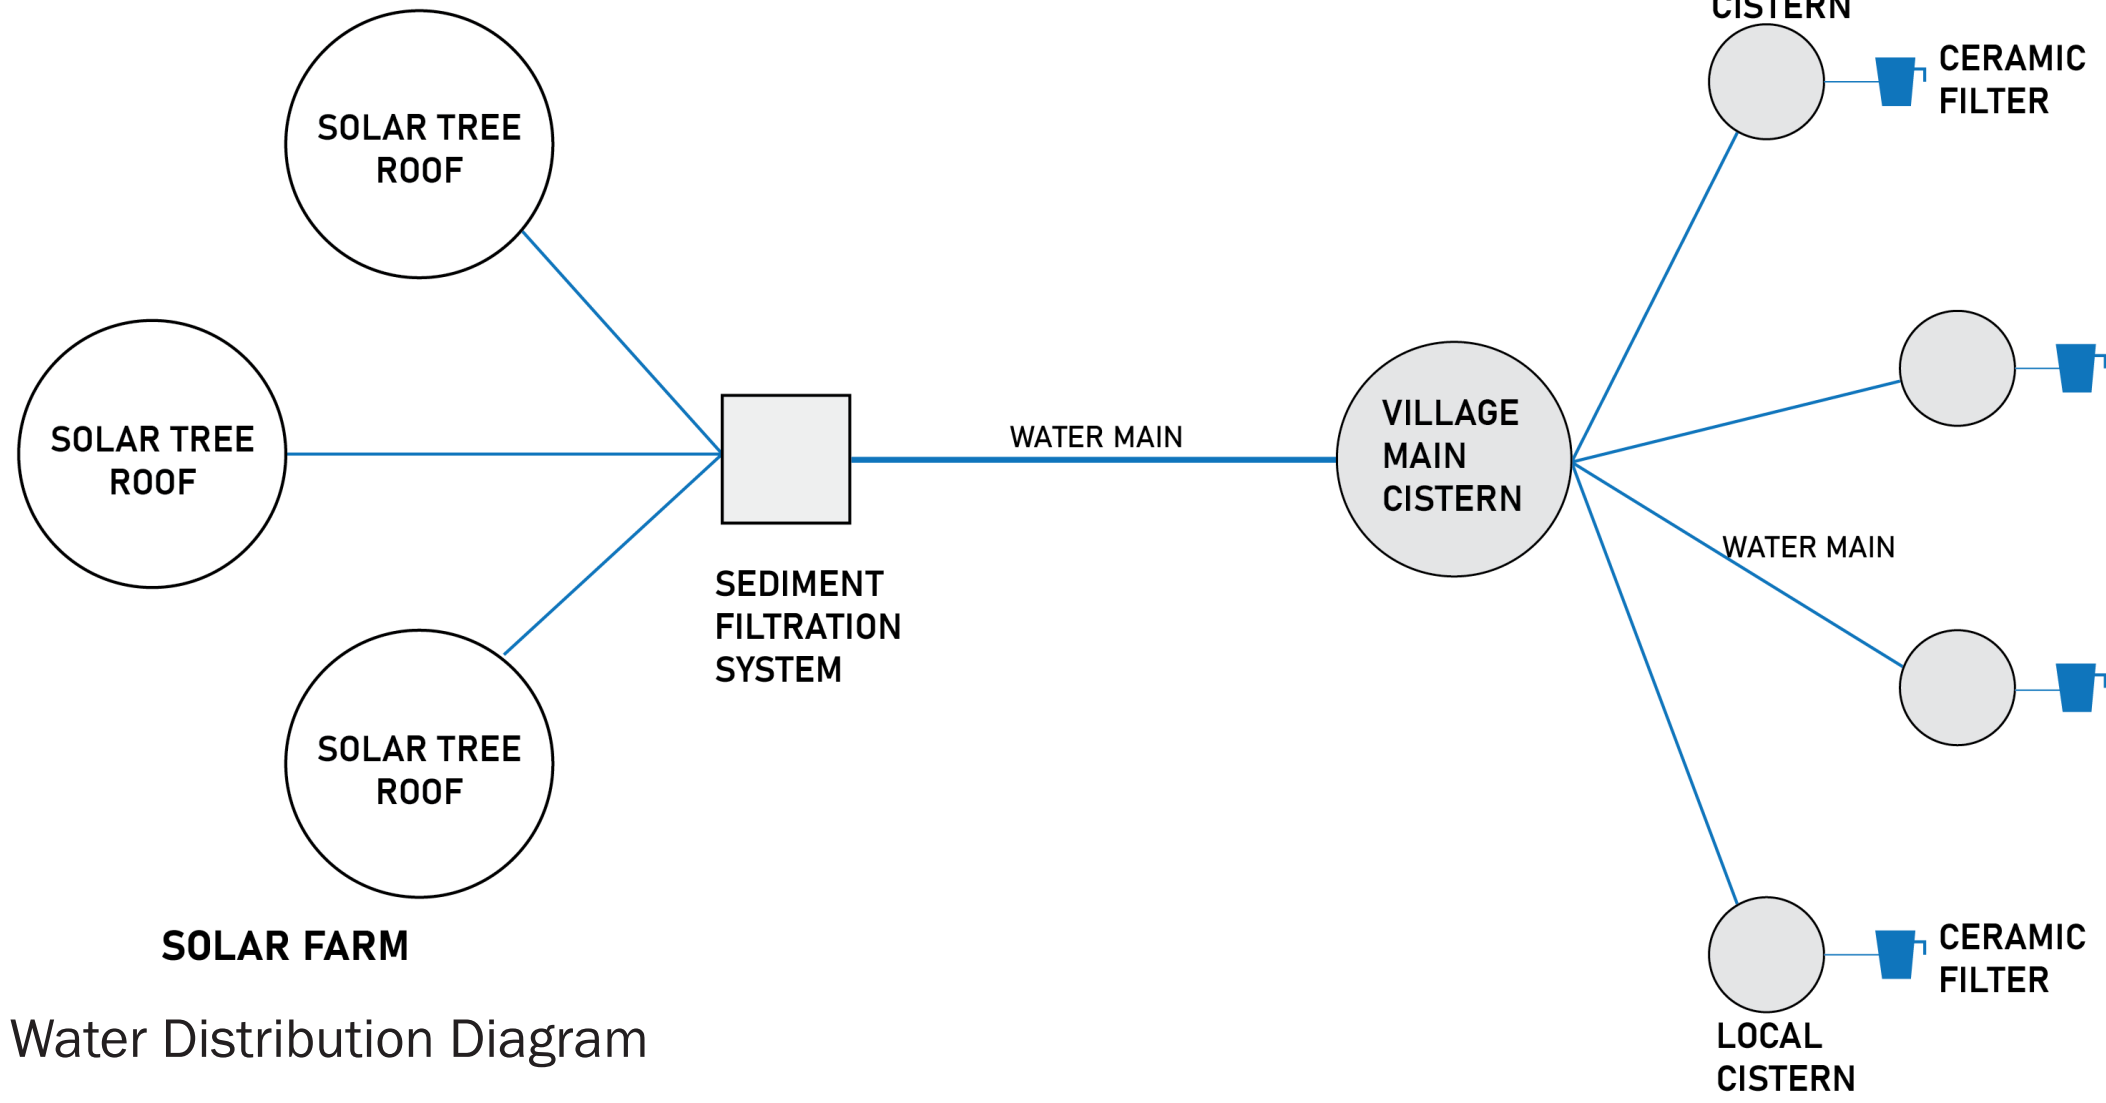 CISTERN
CERAMIC
FILTER
SOLAR TREE
ROOF
SOLAR TREE
ROOF
WATER MAIN
VILLAGE
MAIN
CISTERN
WATER MAIN
SEDIMENT
FILTRATION
SYSTEM
SOLAR TREE
ROOF
SOLAR FARM
CERAMIC
FILTER
LOCAL
CISTERN
Water Distribution Diagram